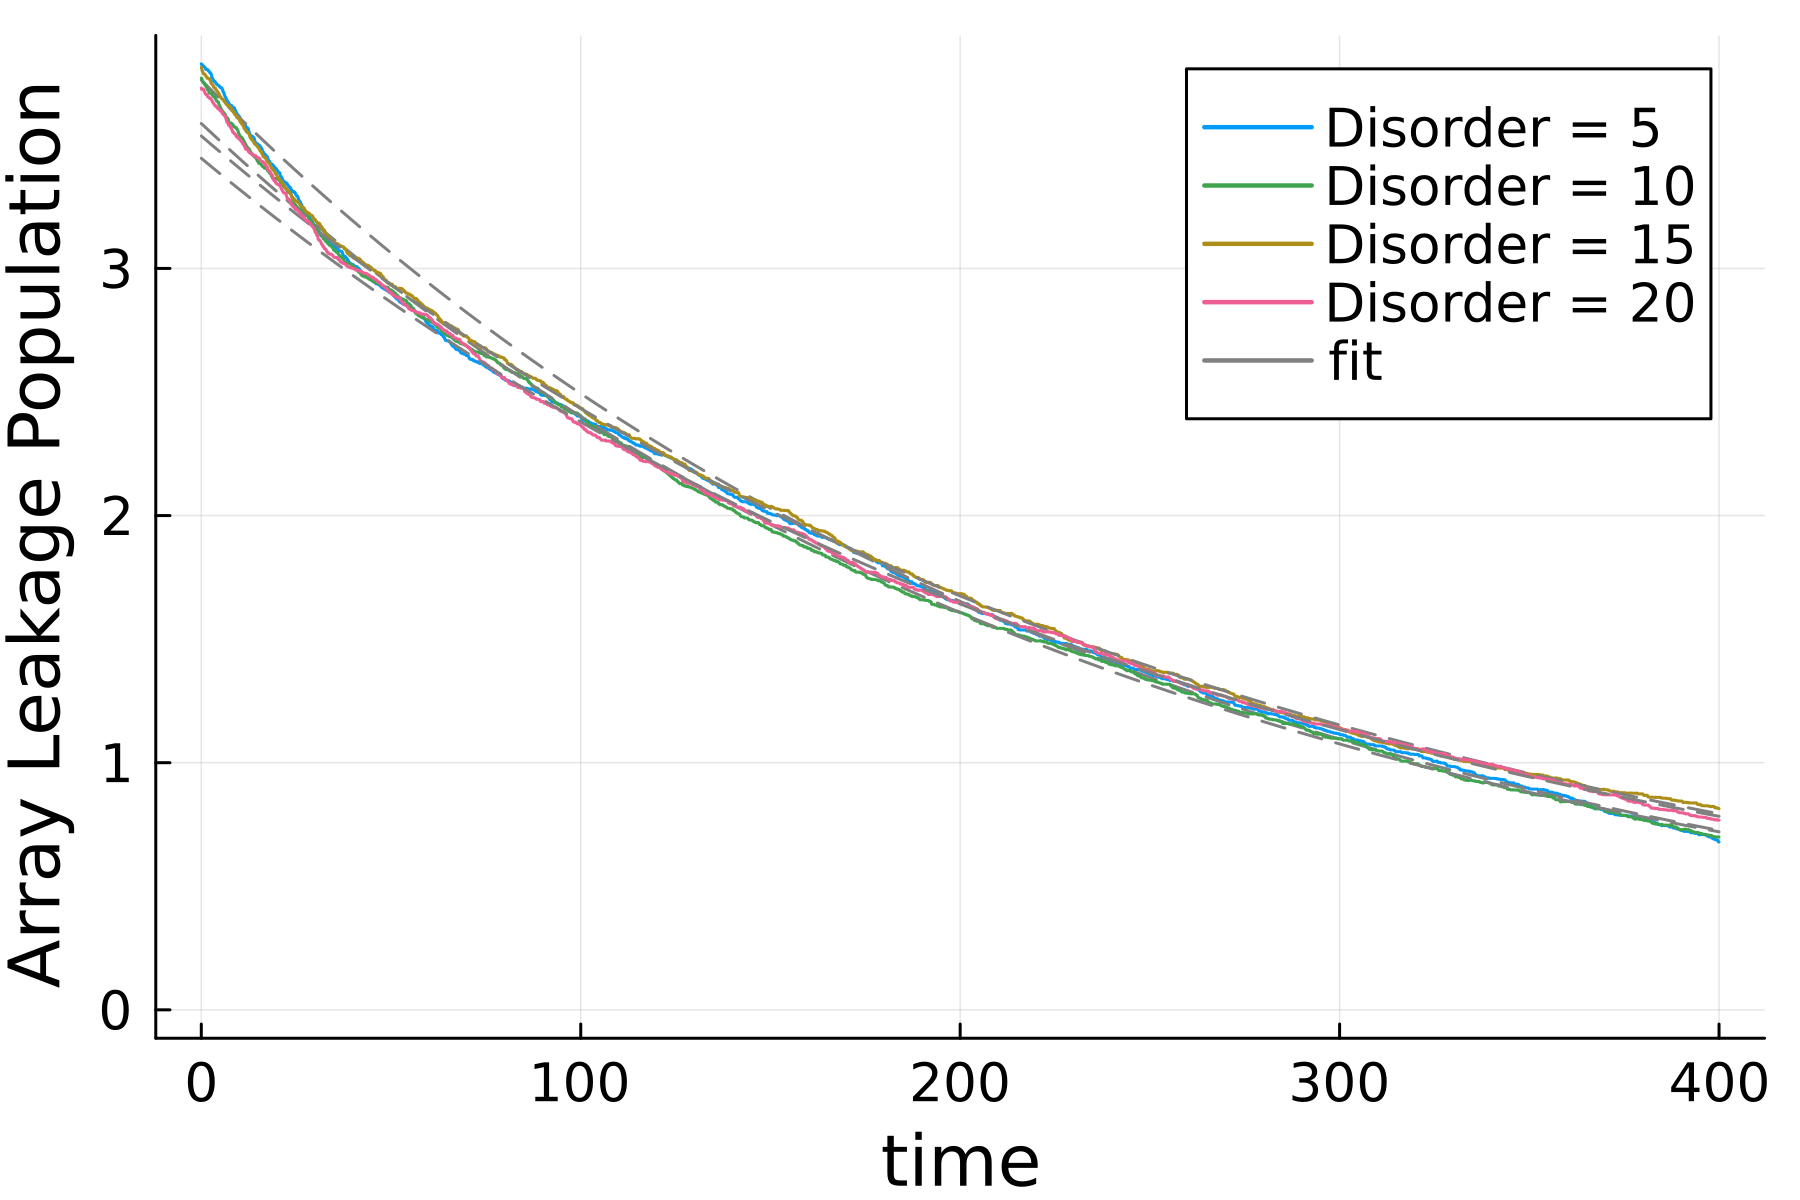 Array Leakage Population
3
2
1
0
0 100 200 300 400
time
Disorder = 5
Disorder = 10
Disorder = 15
Disorder = 20
fit